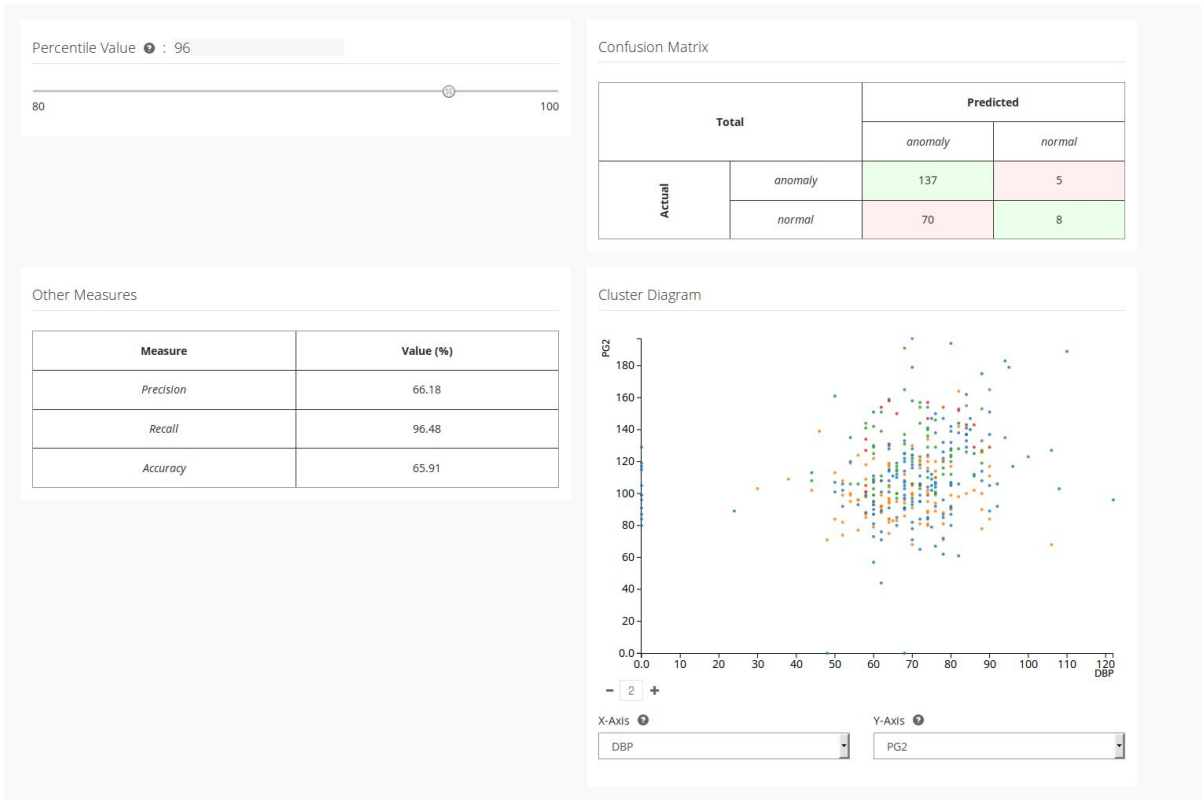 Percentile Value ? : 96
80 100
Confusion Matrix
Total Predicted
anomaly normal
Actual anomaly 137 5
normal 70 8
Other Measures
Measure Value (%)
Precision 66.18
Recall 96.48
Accuracy 65.91
Cluster Diagram
PG2
180
160
140
120
100
80
60
40
20
0.0
0.0 10 20 30 40 50 60 70 80 90 100 110 120
DBP
− 2 +
X-Axis ? Y-Axis ?
DBP PG2